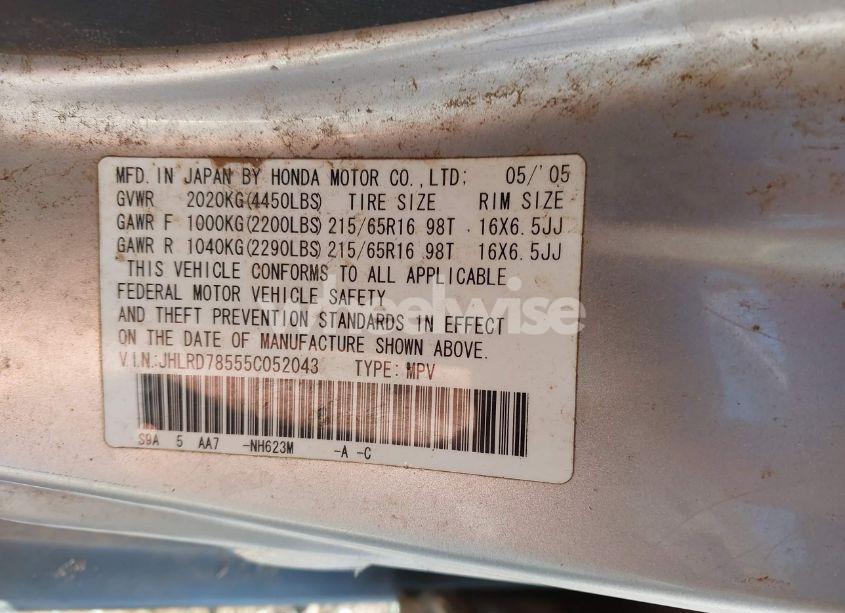 MFD. IN JAPAN BY HONDA MOTOR CO., LTD: 05/'05
GVWR 2020KG(4450LBS) TIRE SIZE RIM SIZE
GAWR F 1000KG(2200LBS) 215/65R16 98T 16X6.5JJ
GAWR R 1040KG(2290LBS) 215/65R16 98T 16X6.5JJ
THIS VEHICLE CONFORMS TO ALL APPLICABLE
FEDERAL MOTOR VEHICLE SAFETY
AND THEFT PREVENTION STANDARDS IN EFFECT
ON THE DATE OF MANUFACTURE SHOWN ABOVE.
V.I.N.:JHLRD78555C052043 TYPE: MPV
S9A 5 AA7 -NH623M -A -C
wheelwise